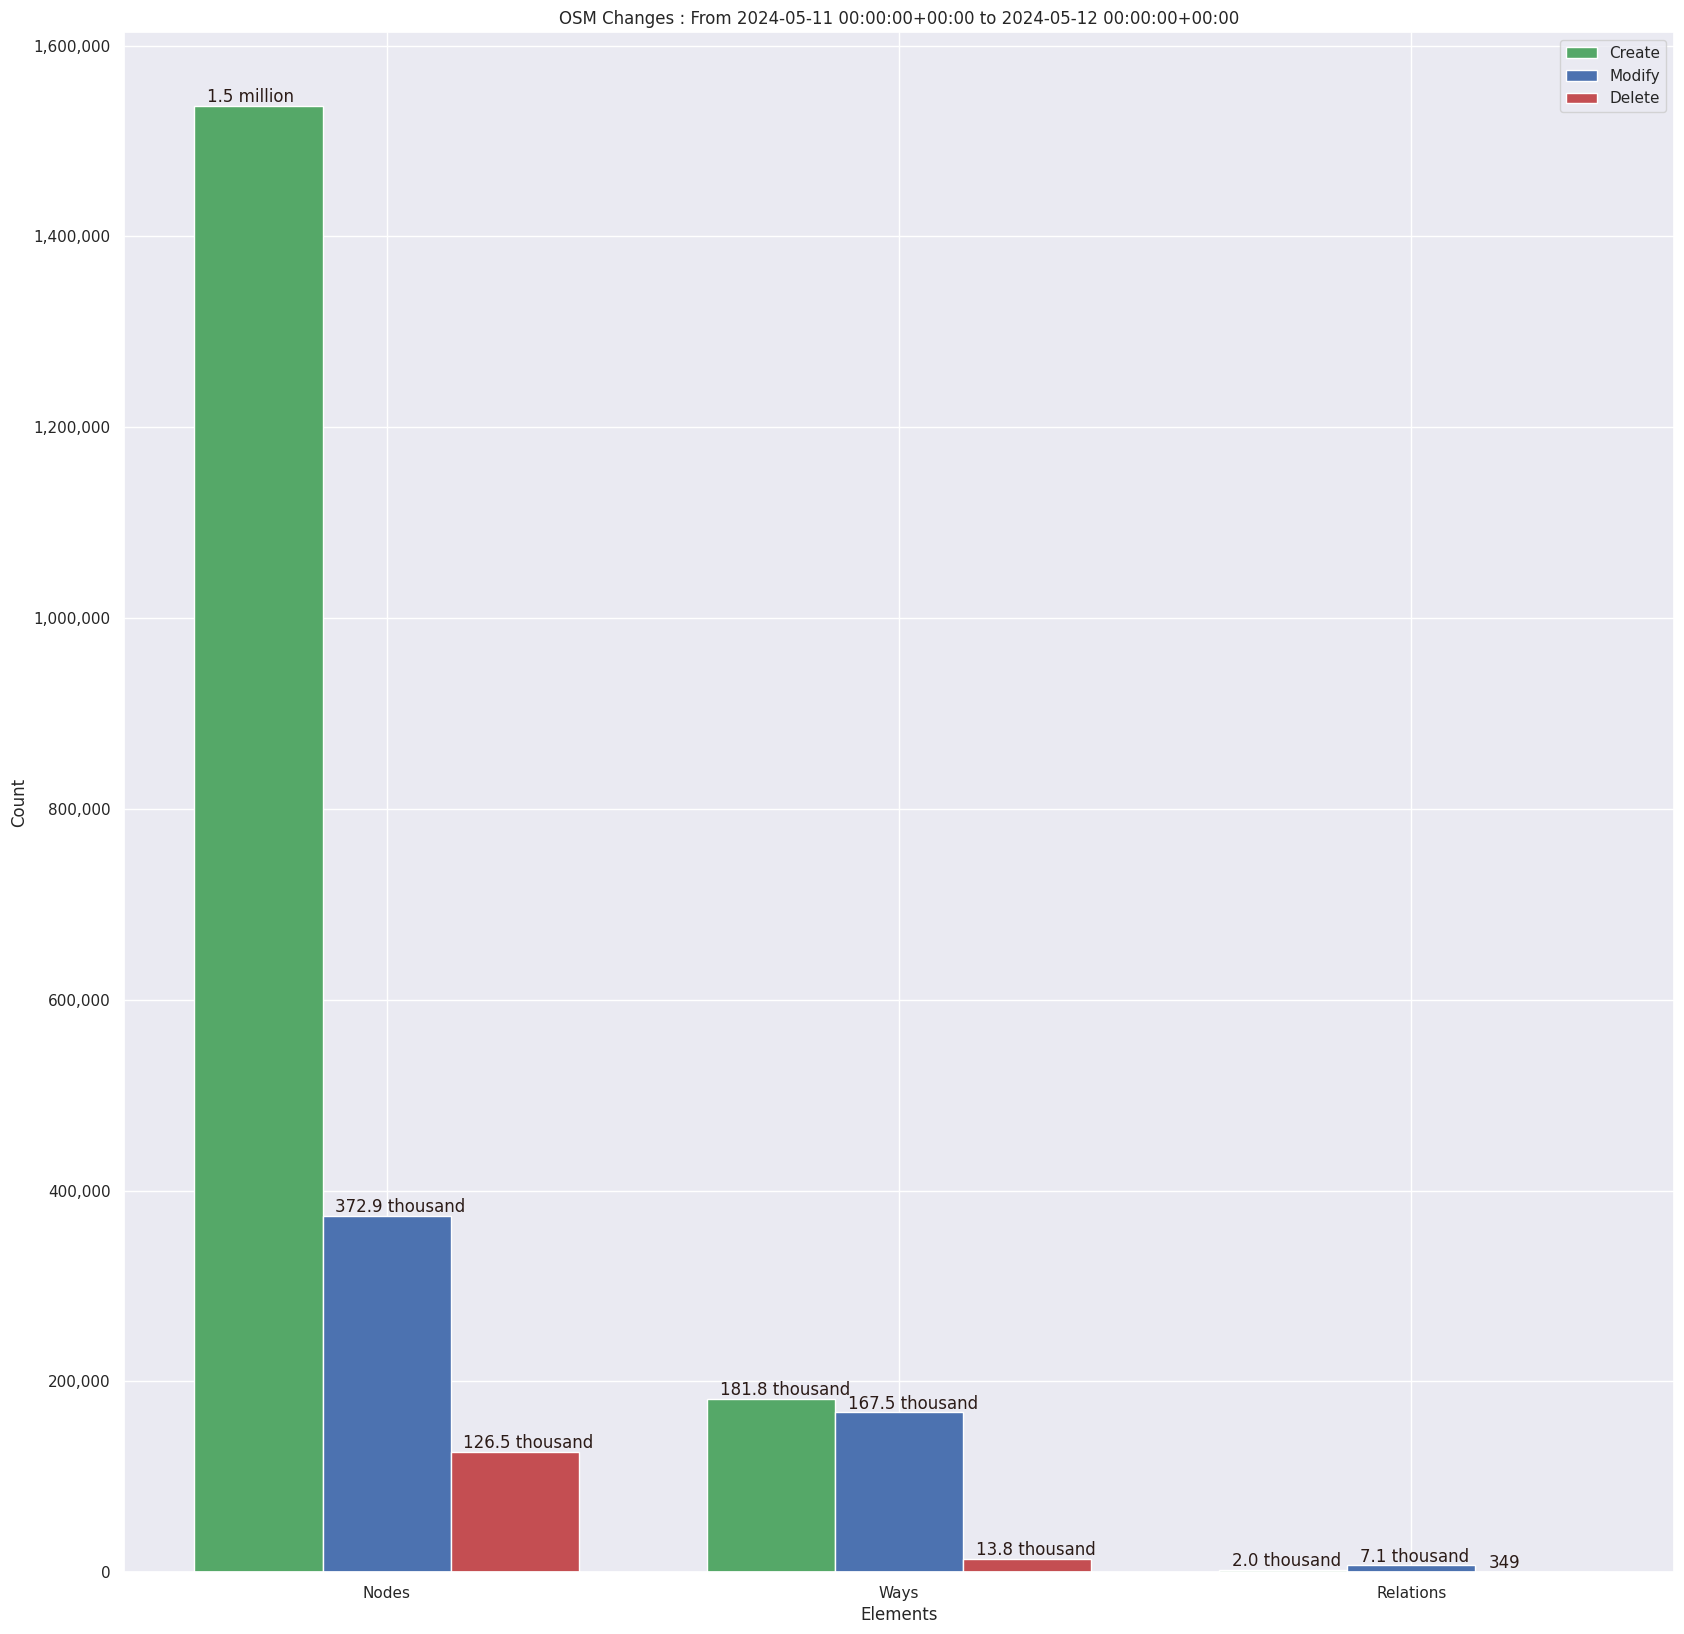 OSM Changes : From 2024-05-11 00:00:00+00:00 to 2024-05-12 00:00:00+00:00
Create
Modify
Delete
Count
1,600,000
1,400,000
1,200,000
1,000,000
800,000
600,000
400,000
200,000
0
1.5 million
372.9 thousand
126.5 thousand
181.8 thousand
167.5 thousand
13.8 thousand
2.0 thousand
7.1 thousand
349
Nodes
Ways
Relations
Elements